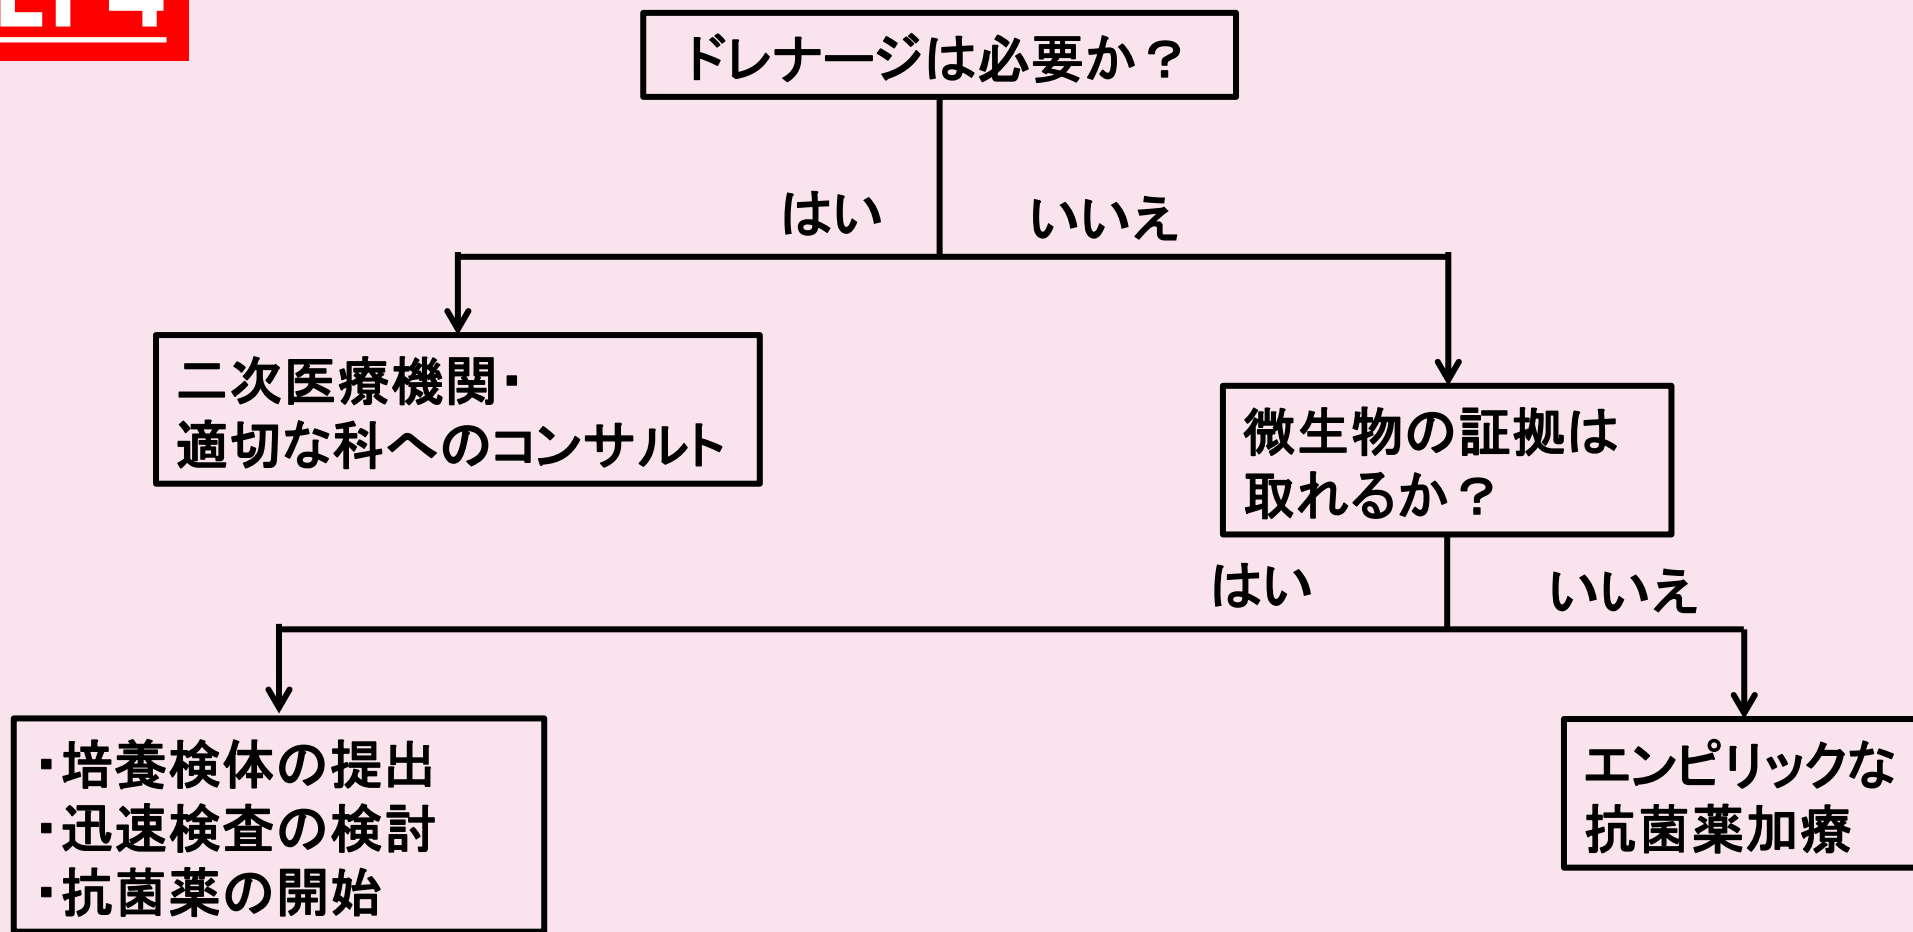 ドレナージは必要か？
はい
いいえ
二次医療機関・
適切な科へのコンサルト
微生物の証拠は
取れるか？
はい
いいえ
・培養検体の提出
・迅速検査の検討
・抗菌薬の開始
エンピリックな
抗菌薬加療